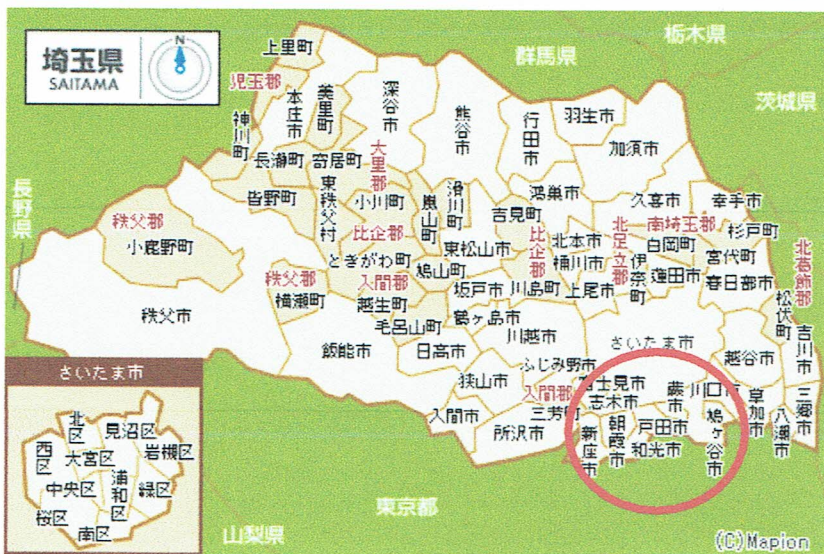 埼玉県
SAITAMA
N
栃木県
群馬県
茨城県
長野県
山梨県
東京都
上里町
児玉郡
神川町
本庄市
美里町
深谷市
熊谷市
行田市
羽生市
加須市
長瀞町
寄居町
大里郡
皆野町
東秩父村
小川町
嵐山町
滑川町
吉見町
鴻巣市
久喜市
幸手市
秩父郡
小鹿野町
比企郡
東松山市
比企郡
北本市
桶川市
北足立郡
南埼玉郡
白岡町
伊奈町
蓮田市
杉戸町
宮代町
春日部市
北葛飾郡
松伏町
吉川市
ときがわ町
鳩山町
秩父市
秩父郡
横瀬町
入間郡
越生町
毛呂山町
坂戸市
川島町
上尾市
鶴ヶ島市
川越市
さいたま市
越谷市
飯能市
日高市
狭山市
入間市
所沢市
ふじみ野市
入間郡
三芳町
富士見市
志木市
新座市
朝霞市
和光市
戸田市
蕨市
川口市
鳩ヶ谷市
草加市
八潮市
三郷市
さいたま市
北区
見沼区
西区
大宮区
岩槻区
中央区
浦和区
緑区
桜区
南区
(C)Mapion